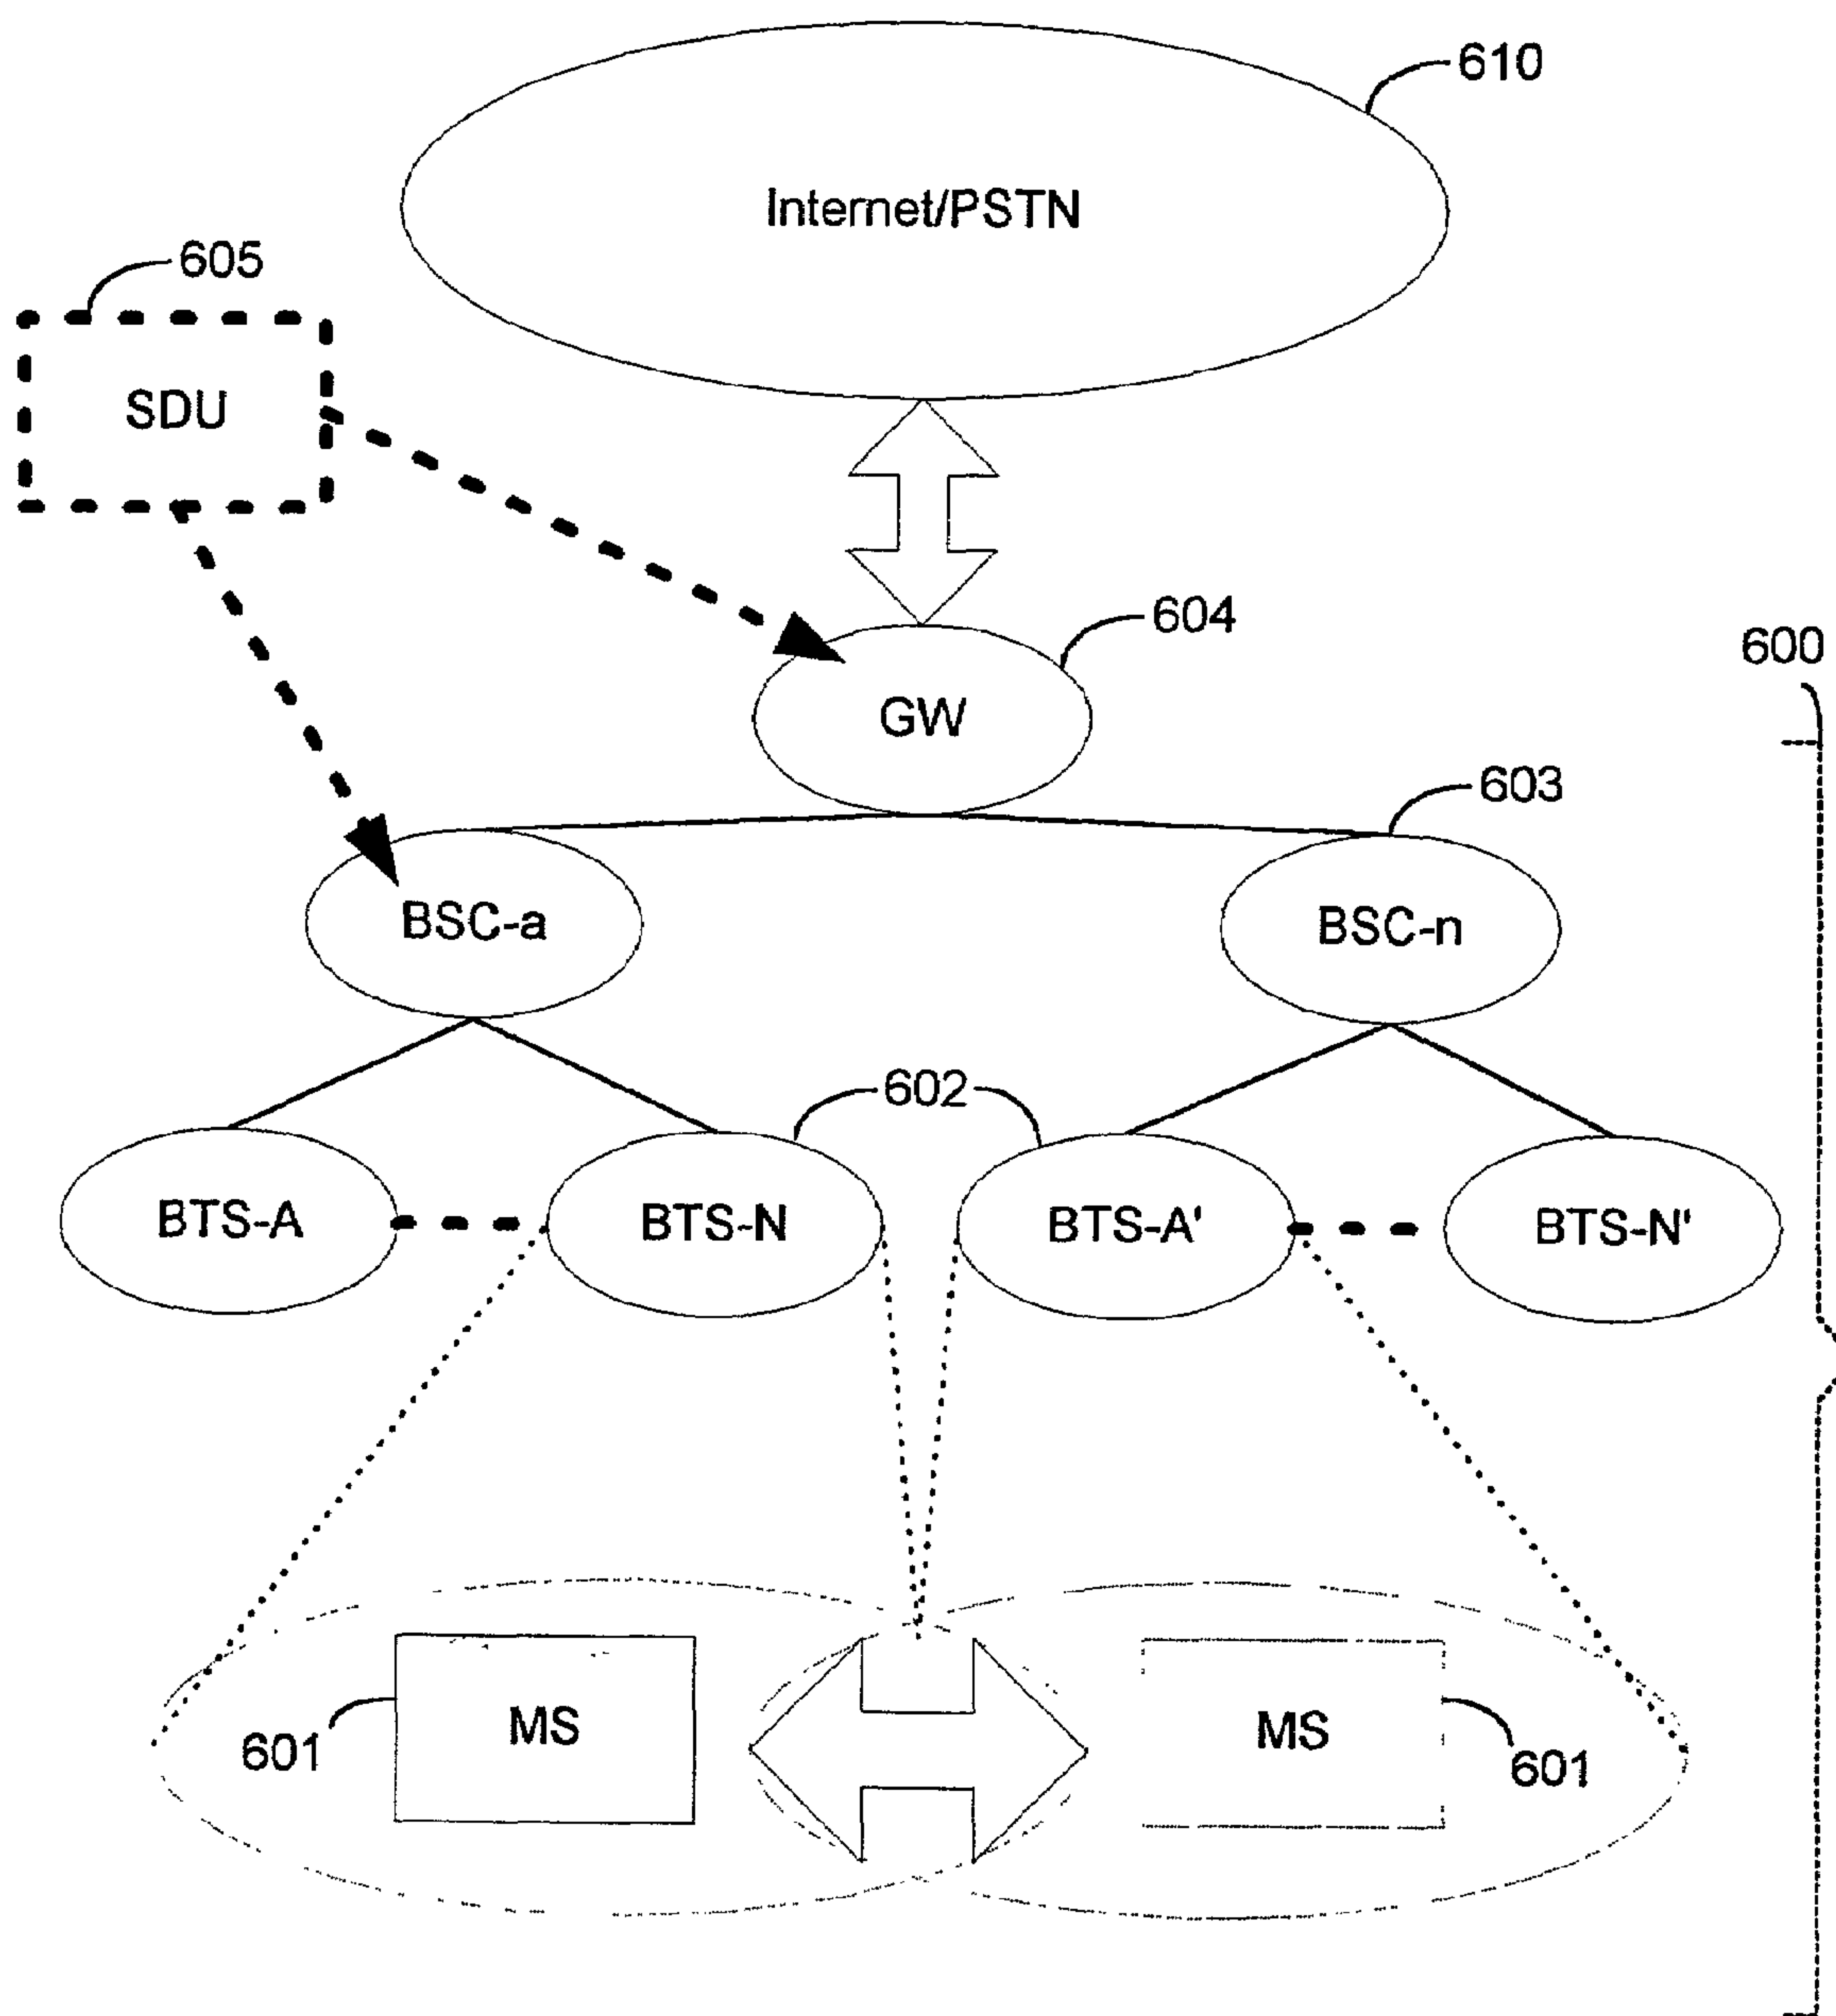 610
Internet/PSTN
605
SDU
604
600
GW
603
BSC-a
BSC-n
602
BTS-A
BTS-N
BTS-A'
BTS-N'
MS
MS
601
601